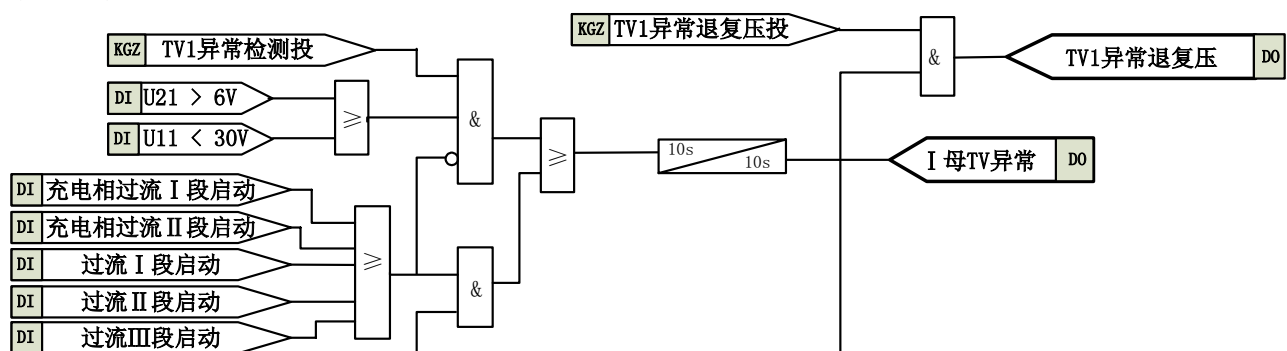 KGZ TV1异常检测投
KGZ TV1异常退复压投
& TV1异常退复压 DO
DI U21 > 6V
DI U11 < 30V
≥
&
≥
10s
10s
Ⅰ母TV异常 DO
DI 充电相过流Ⅰ段启动
DI 充电相过流Ⅱ段启动
DI 过流Ⅰ段启动
DI 过流Ⅱ段启动
DI 过流Ⅲ段启动
≥
&